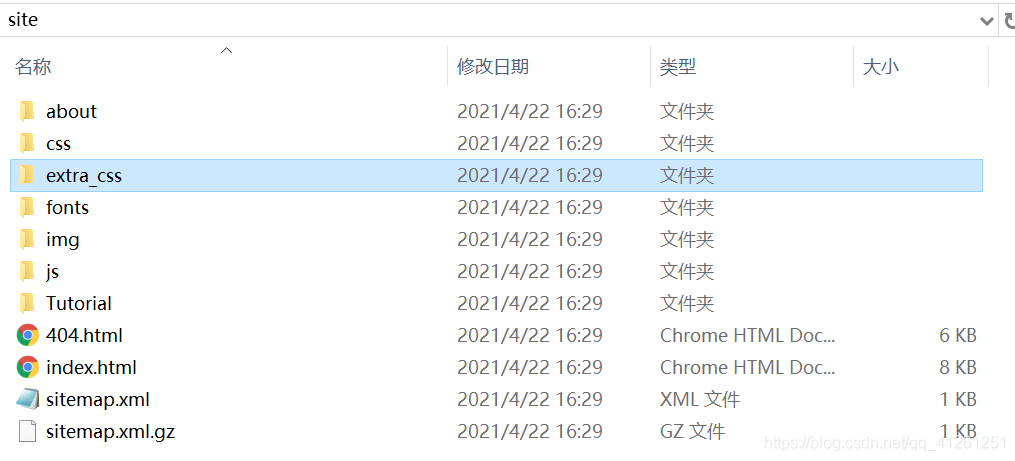 site
名称 修改日期 类型 大小
about 2021/4/22 16:29 文件夹
css 2021/4/22 16:29 文件夹
extra_css 2021/4/22 16:29 文件夹
fonts 2021/4/22 16:29 文件夹
img 2021/4/22 16:29 文件夹
js 2021/4/22 16:29 文件夹
Tutorial 2021/4/22 16:29 文件夹
404.html 2021/4/22 16:29 Chrome HTML Doc... 6 KB
index.html 2021/4/22 16:29 Chrome HTML Doc... 8 KB
sitemap.xml 2021/4/22 16:29 XML 文件 1 KB
sitemap.xml.gz 2021/4/22 16:29 GZ 文件 1 KB
https://blog.csdn.net/qq_41261251